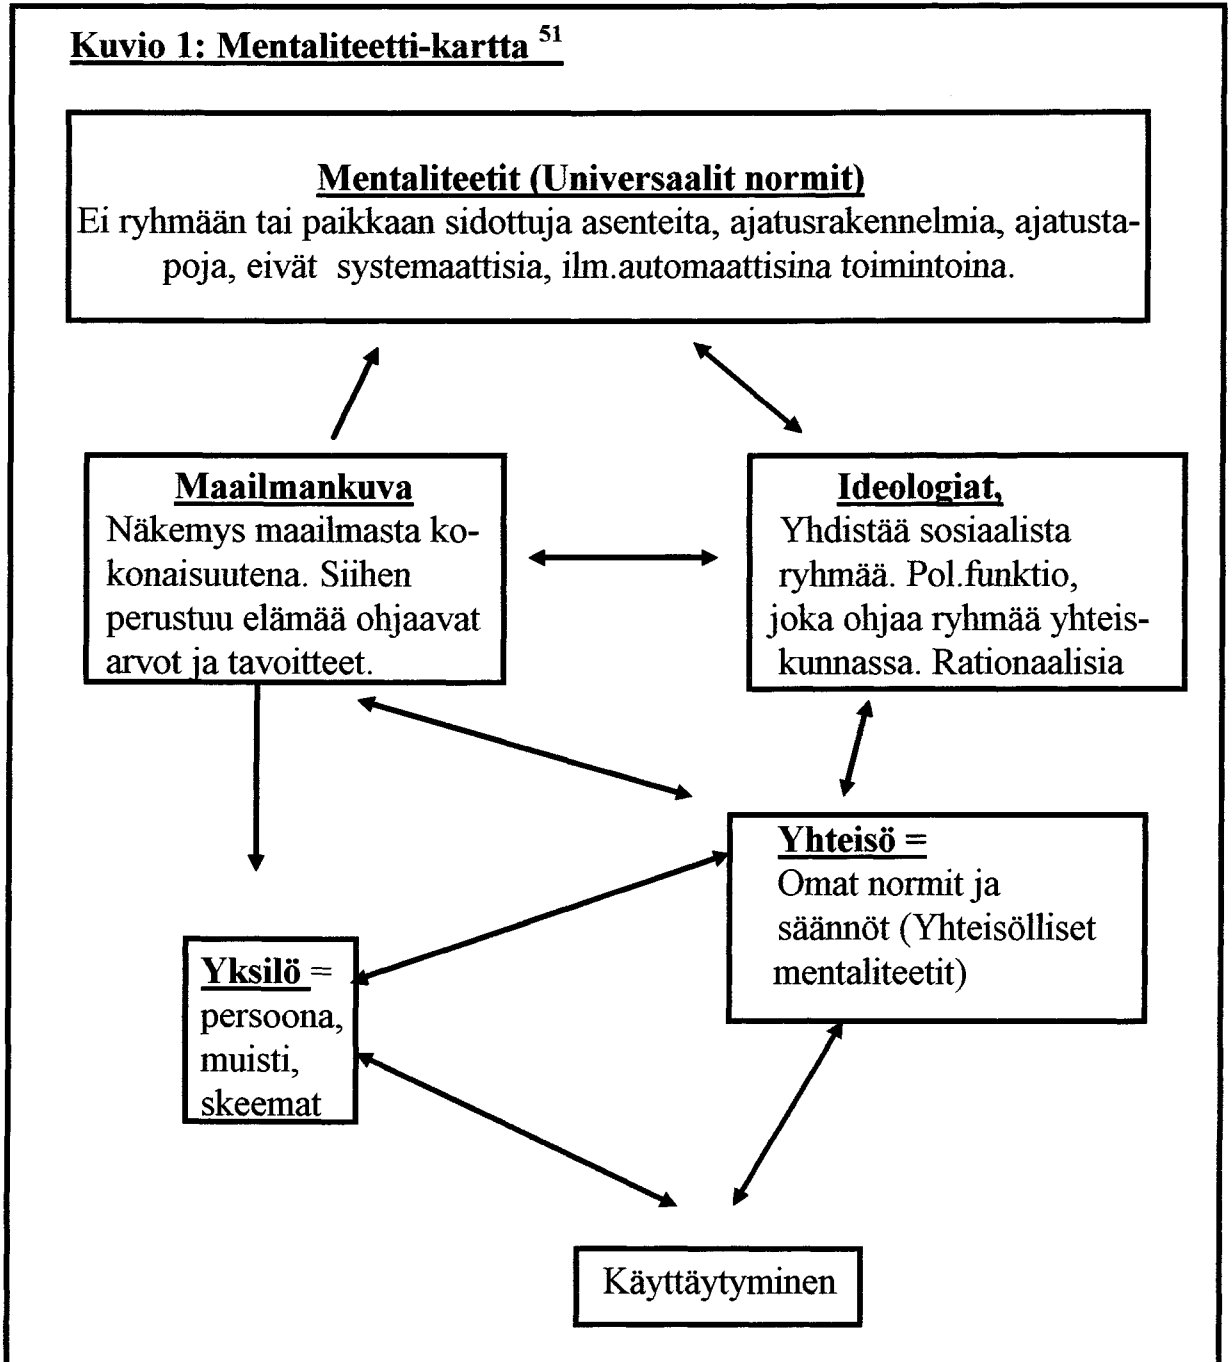 Kuvio 1: Mentaliteetti-kartta 51
Mentaliteetit (Universaalit normit)
Ei ryhmään tai paikkaan sidottuja asenteita, ajatusrakennelmia, ajatusta-
poja, eivät systemaattisia, ilm.automaattisina toimintoina.
Maailmankuva
Näkemys maailmasta ko-
konaisuutena. Siihen
perustuu elämää ohjaavat
arvot ja tavoitteet.
Ideologiat,
Yhdistää sosiaalista
ryhmää. Pol.funktio,
joka ohjaa ryhmää yhteis-
kunnassa. Rationaalisia
Yhteisö =
Omat normit ja
säännöt (Yhteisölliset
mentaliteetit)
Yksilö =
persoona,
muisti,
skeemat
Käyttäytyminen